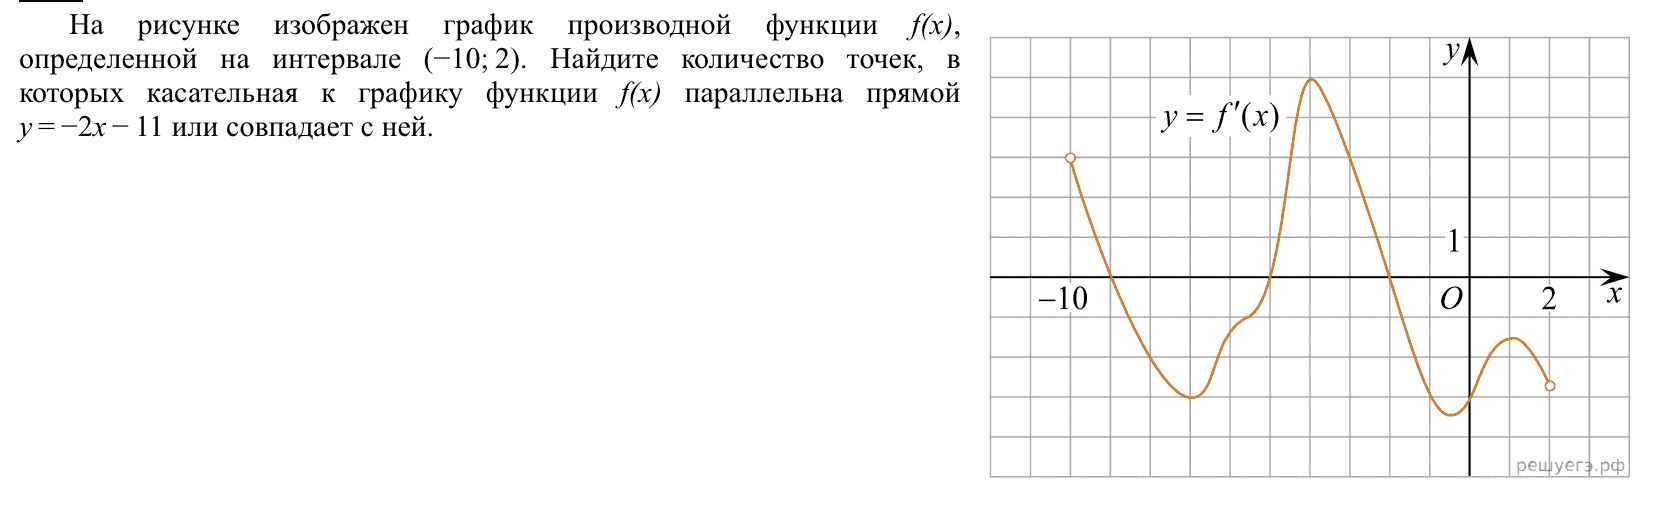 На рисунке изображен график производной функции f(x),
определенной на интервале (−10; 2). Найдите количество точек, в
которых касательная к графику функции f(x) параллельна прямой
y = −2x − 11 или совпадает с ней.
y
y = f′(x)
1
−10
O
2
x
решуегэ.рф